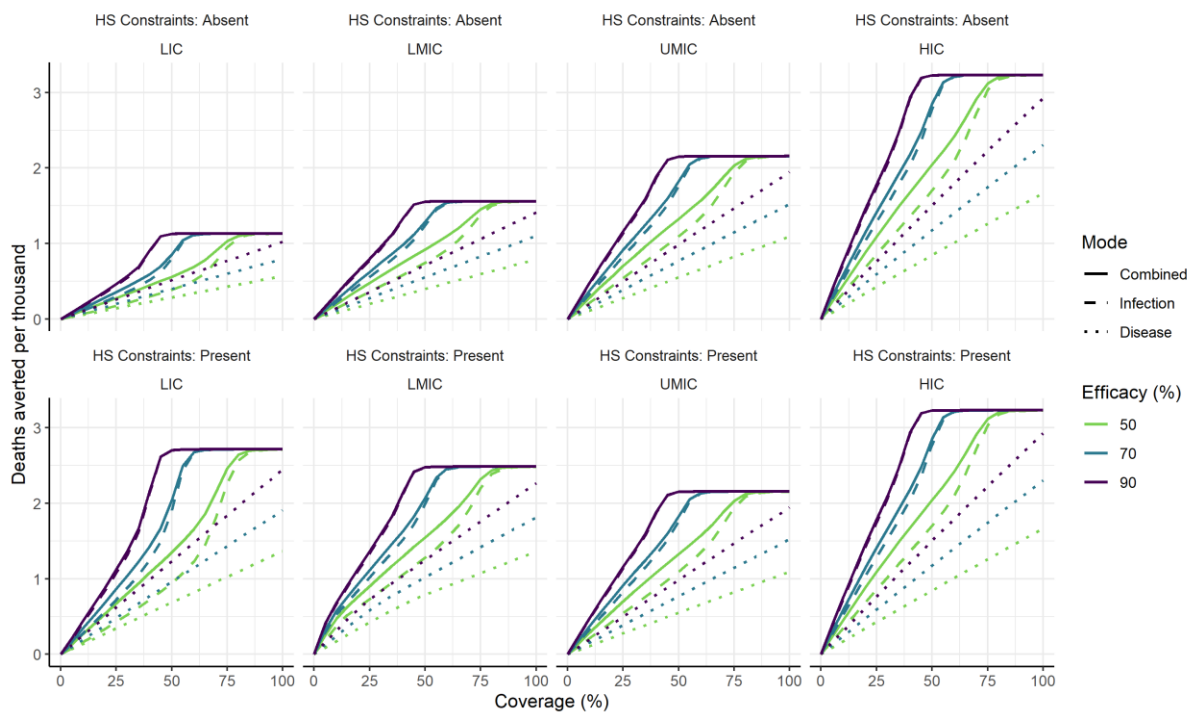 HS Constraints: Absent
LIC
HS Constraints: Absent
LMIC
HS Constraints: Absent
UMIC
HS Constraints: Absent
HIC
3
2
1
0
HS Constraints: Present
LIC
HS Constraints: Present
LMIC
HS Constraints: Present
UMIC
HS Constraints: Present
HIC
3
2
1
0
0 25 50 75 100
0 25 50 75 100
0 25 50 75 100
0 25 50 75 100
Coverage (%)
Deaths averted per thousand
Mode
Combined
Infection
Disease
Efficacy (%)
50
70
90